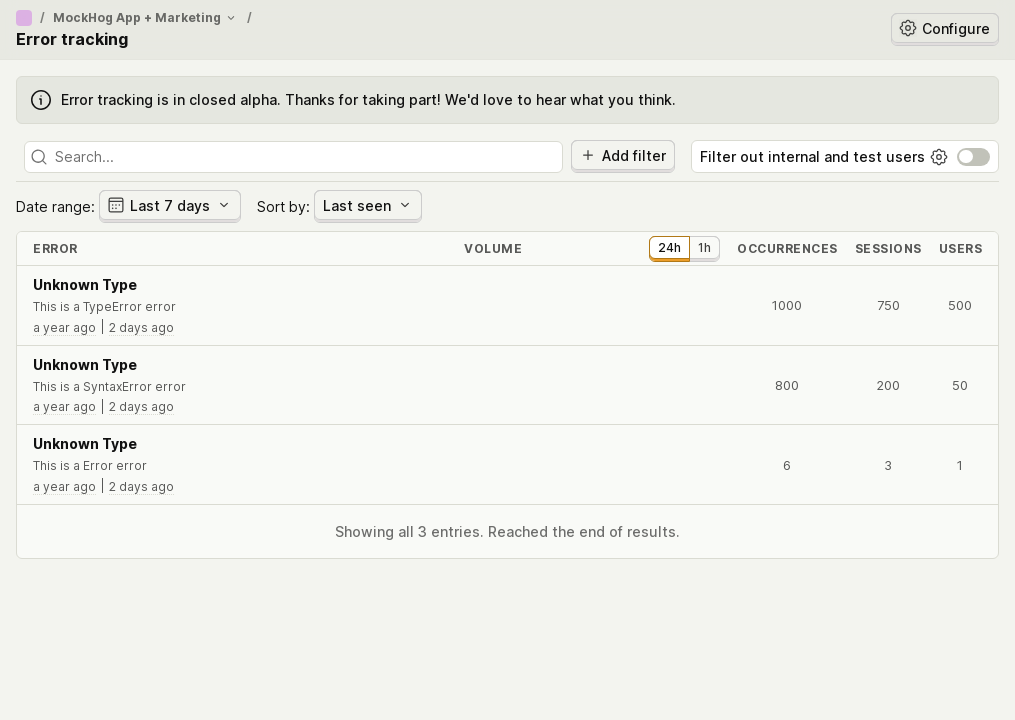 / MockHog App + Marketing /
Error tracking
Configure
Error tracking is in closed alpha. Thanks for taking part! We'd love to hear what you think.
Search...
Add filter
Filter out internal and test users
Date range: Last 7 days Sort by: Last seen
ERROR VOLUME 24h 1h OCCURRENCES SESSIONS USERS
Unknown Type
This is a TypeError error
a year ago | 2 days ago
1000 750 500
Unknown Type
This is a SyntaxError error
a year ago | 2 days ago
800 200 50
Unknown Type
This is a Error error
a year ago | 2 days ago
6 3 1
Showing all 3 entries. Reached the end of results.